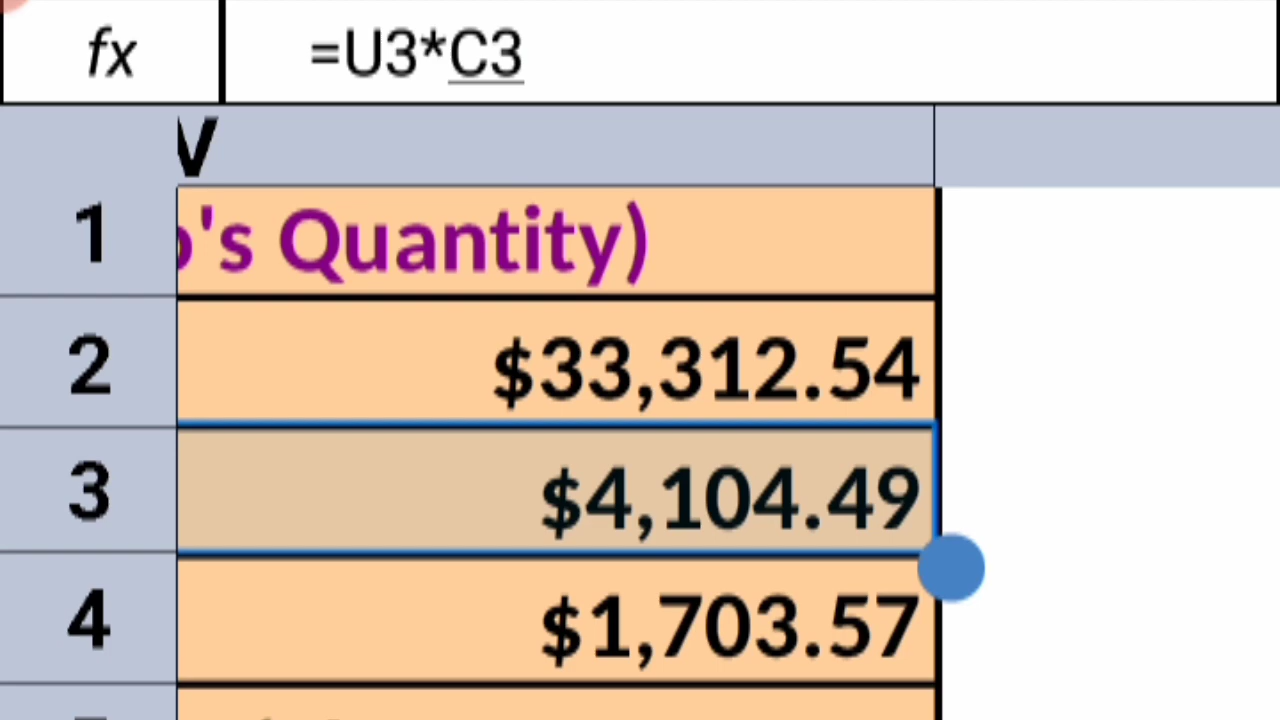 fx =U3*C3
V
1 's Quantity)
2 $33,312.54
3 $4,104.49
4 $1,703.57